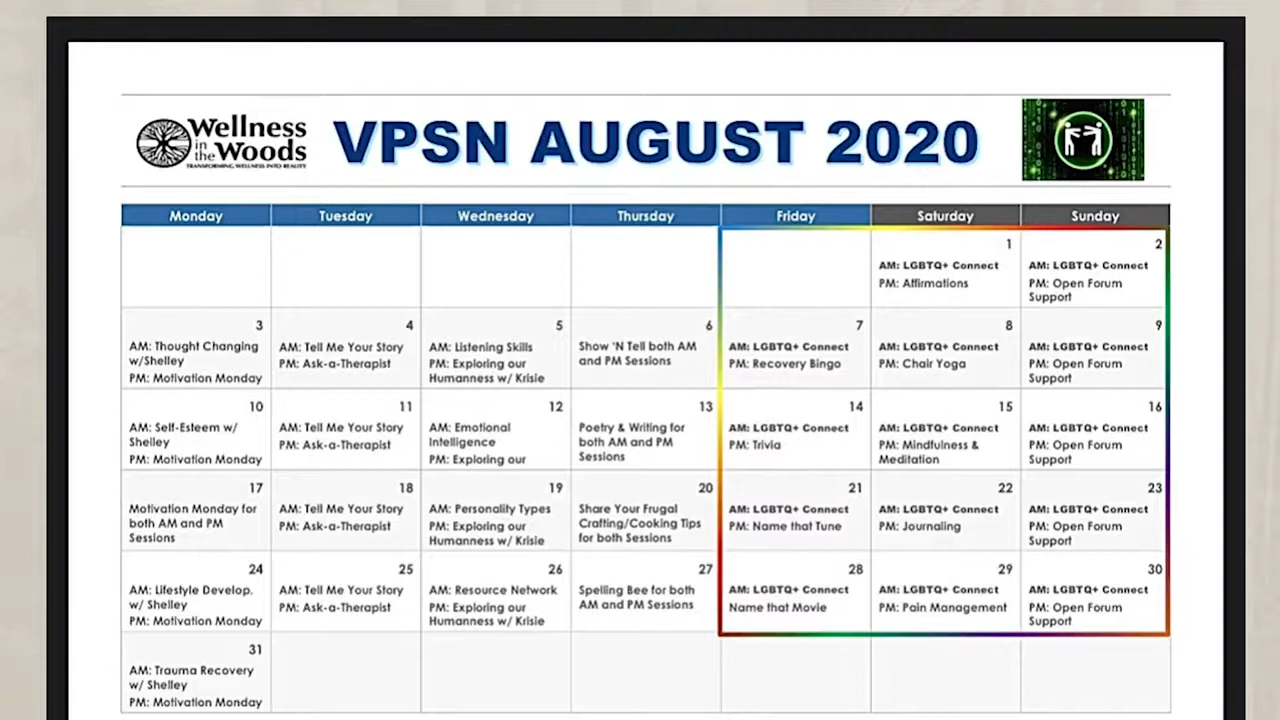 Wellness
in the Woods
TRANSFORMING WELLNESS INTO REALITY
VPSN AUGUST 2020
Monday
Tuesday
Wednesday
Thursday
Friday
Saturday
Sunday
1
AM: LGBTQ+ Connect
PM: Affirmations
2
AM: LGBTQ+ Connect
PM: Open Forum
Support
3
AM: Thought Changing
w/Shelley
PM: Motivation Monday
4
AM: Tell Me Your Story
PM: Ask-a-Therapist
5
AM: Listening Skills
PM: Exploring our
Humanness w/ Krisie
6
Show 'N Tell both AM
and PM Sessions
7
AM: LGBTQ+ Connect
PM: Recovery Bingo
8
AM: LGBTQ+ Connect
PM: Chair Yoga
9
AM: LGBTQ+ Connect
PM: Open Forum
Support
10
AM: Self-Esteem w/
Shelley
PM: Motivation Monday
11
AM: Tell Me Your Story
PM: Ask-a-Therapist
12
AM: Emotional
Intelligence
PM: Exploring our
13
Poetry & Writing for
both AM and PM
Sessions
14
AM: LGBTQ+ Connect
PM: Trivia
15
AM: LGBTQ+ Connect
PM: Mindfulness &
Meditation
16
AM: LGBTQ+ Connect
PM: Open Forum
Support
17
Motivation Monday for
both AM and PM
Sessions
18
AM: Tell Me Your Story
PM: Ask-a-Therapist
19
AM: Personality Types
PM: Exploring our
Humanness w/ Krisie
20
Share Your Frugal
Crafting/Cooking Tips
for both Sessions
21
AM: LGBTQ+ Connect
PM: Name that Tune
22
AM: LGBTQ+ Connect
PM: Journaling
23
AM: LGBTQ+ Connect
PM: Open Forum
Support
24
AM: Lifestyle Develop.
w/ Shelley
PM: Motivation Monday
25
AM: Tell Me Your Story
PM: Ask-a-Therapist
26
AM: Resource Network
PM: Exploring our
Humanness w/ Krisie
27
Spelling Bee for both
AM and PM Sessions
28
AM: LGBTQ+ Connect
Name that Movie
29
AM: LGBTQ+ Connect
PM: Pain Management
30
AM: LGBTQ+ Connect
PM: Open Forum
Support
31
AM: Trauma Recovery
w/ Shelley
PM: Motivation Monday